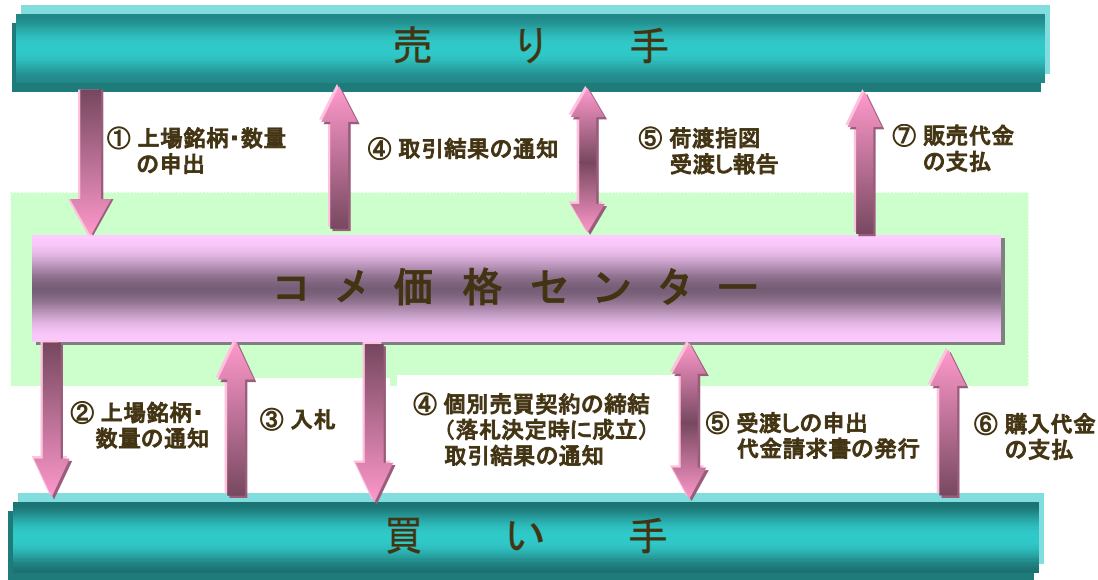 売り手
① 上場銘柄・数量
の申出
④ 取引結果の通知
⑤ 荷渡指図
受渡し報告
⑦ 販売代金
の支払
コメ価格センター
② 上場銘柄・
数量の通知
③ 入札
④ 個別売買契約の締結
（落札決定時に成立）
取引結果の通知
⑤ 受渡しの申出
代金請求書の発行
⑥ 購入代金
の支払
買い手